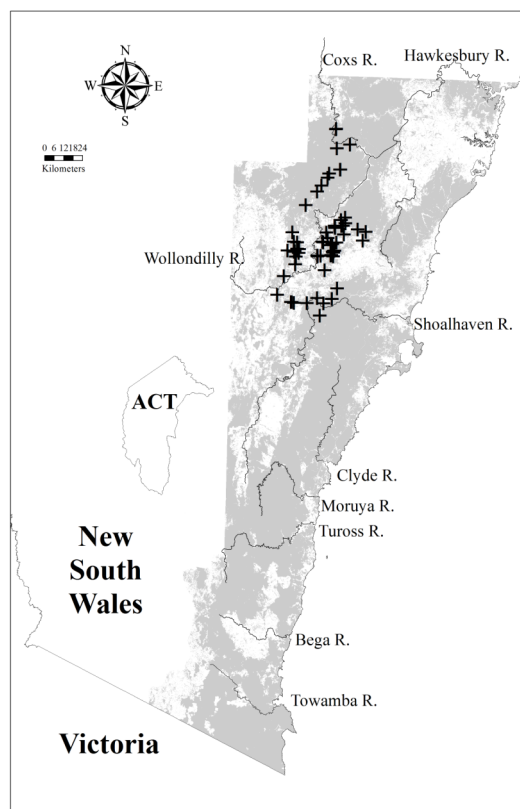 Coxs R.
Hawkesbury R.
N
W E
S
0 6 121824
Kilometers
Wollondilly R.
Shoalhaven R.
ACT
Clyde R.
Moruya R.
Tuross R.
New
South
Wales
Bega R.
Towamba R.
Victoria